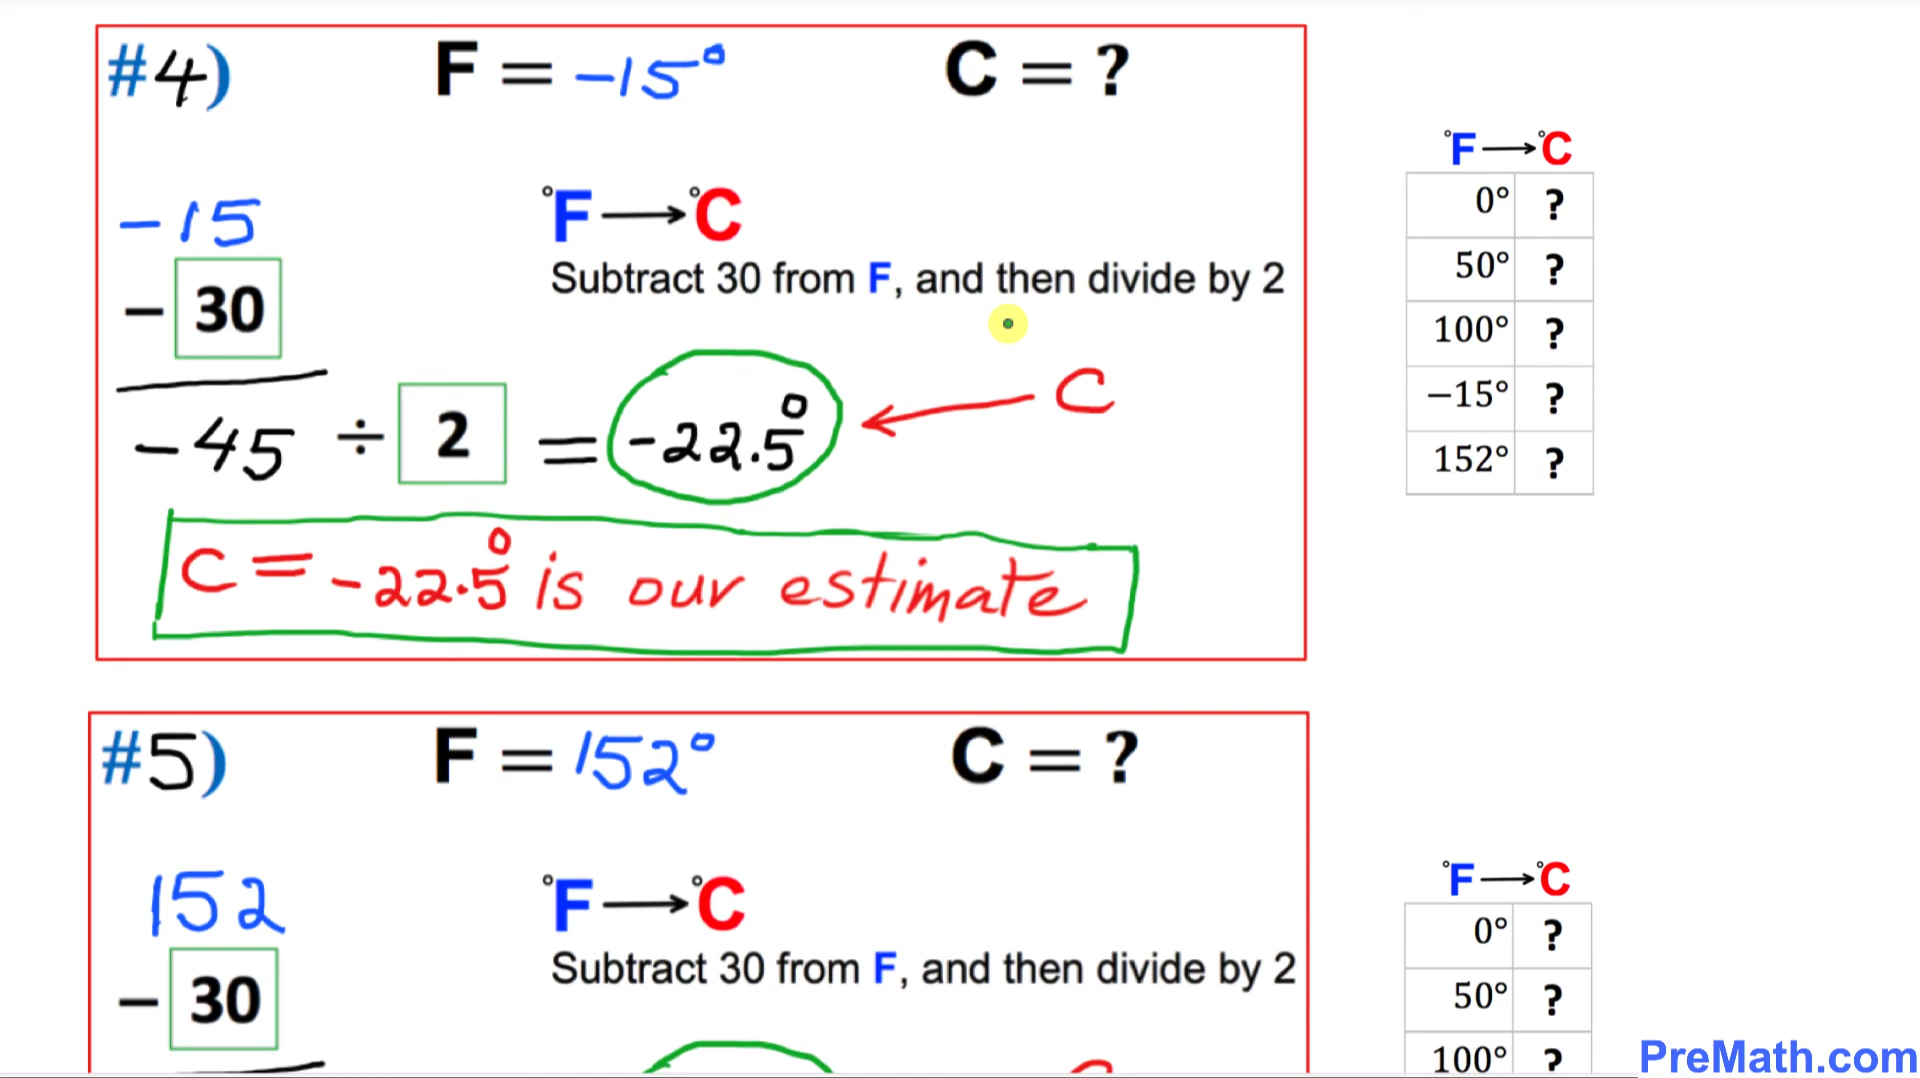 #4) F = -15° C = ?
-15
°F → °C
Subtract 30 from F, and then divide by 2
- 30
C
-45 ÷ 2 = -22.5°
C = -22.5° is our estimate
°F → °C
0° ?
50° ?
100° ?
−15° ?
152° ?
#5) F = 152° C = ?
152
°F → °C
Subtract 30 from F, and then divide by 2
- 30
°F → °C
0° ?
50° ?
100° ?
PreMath.com